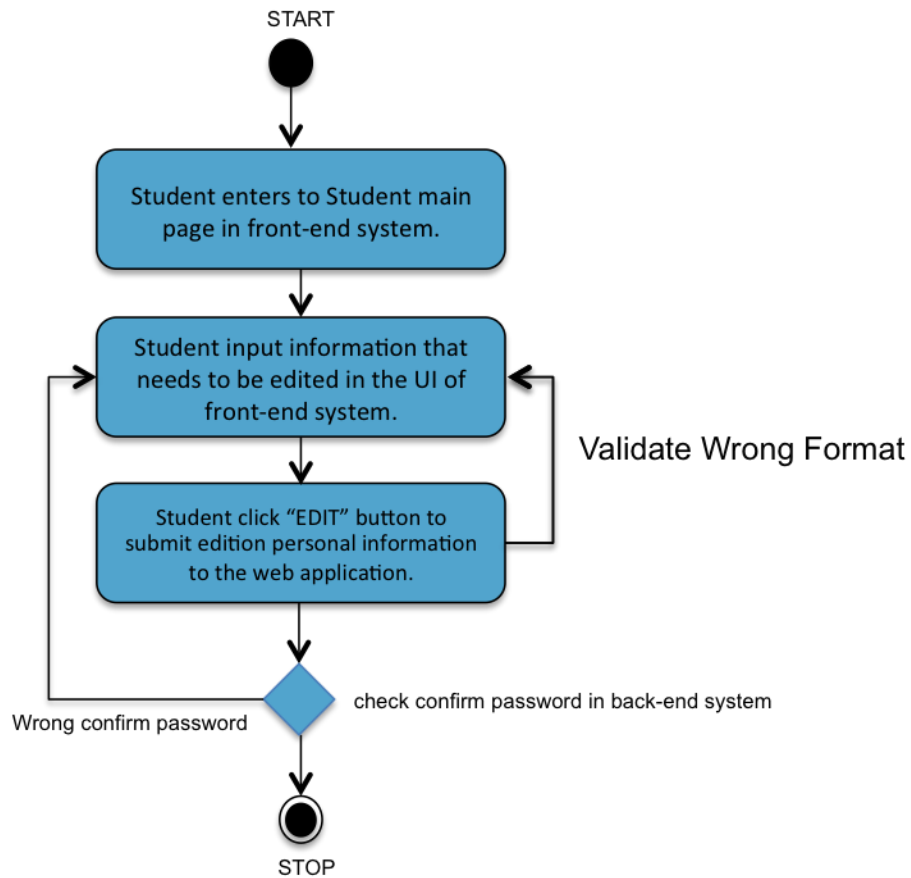 START
Student enters to Student main
page in front-end system.
Student input information that
needs to be edited in the UI of
front-end system.
Validate Wrong Format
Student click “EDIT” button to
submit edition personal information
to the web application.
check confirm password in back-end system
Wrong confirm password
STOP